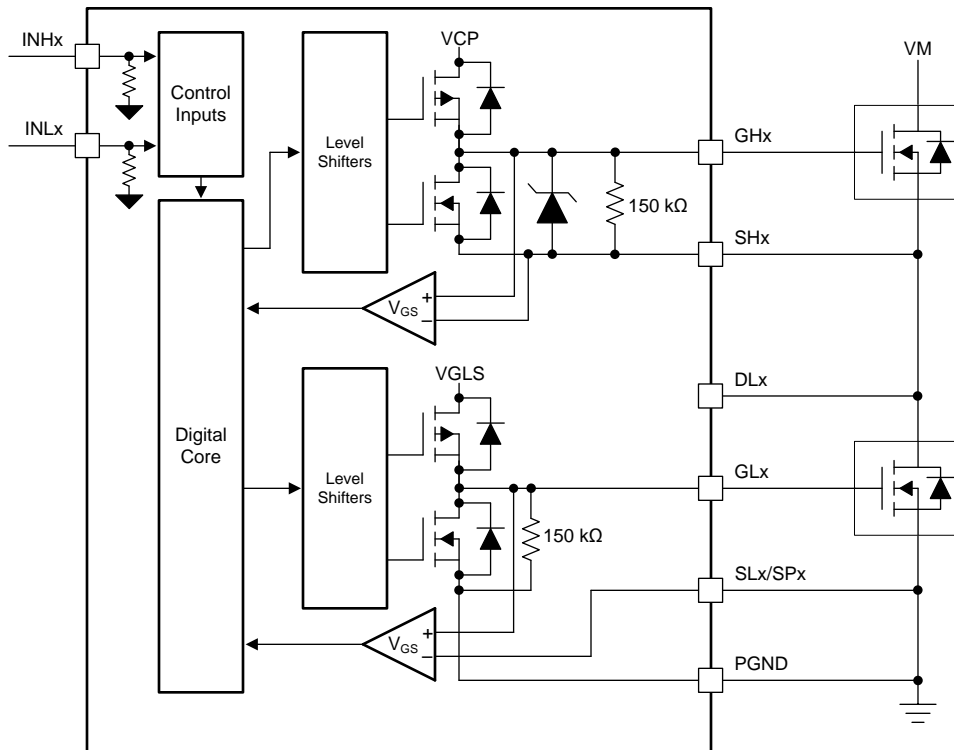 INHx
INLx
Control
Inputs
Level
Shifters
VCP
VM
GHx
150 kΩ
SHx
VGS
+
−
Digital
Core
VGLS
DLx
Level
Shifters
GLx
150 kΩ
SLx/SPx
VGS
+
−
PGND